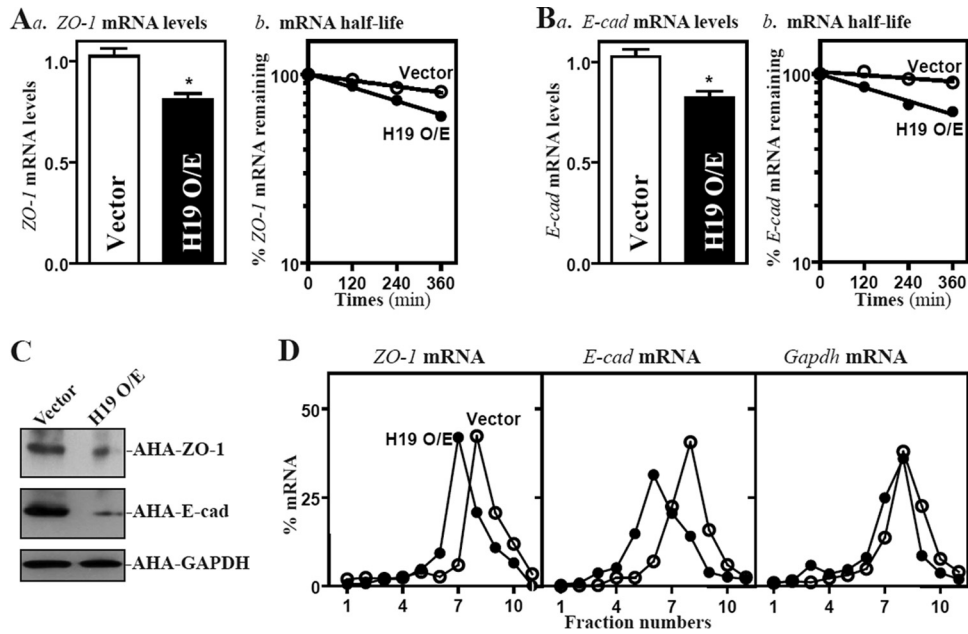 A a. ZO-1 mRNA levels
b. mRNA half-life
ZO-1 mRNA levels
1.0
0.5
0.0
Vector
H19 O/E
*
% ZO-1 mRNA remaining
100
10
Vector
H19 O/E
0 120 240 360
Times (min)
B a. E-cad mRNA levels
b. mRNA half-life
E-cad mRNA levels
1.0
0.5
0.0
Vector
H19 O/E
*
% E-cad mRNA remaining
100
10
Vector
H19 O/E
0 120 240 360
Times (min)
C
Vector H19 O/E
-AHA-ZO-1
-AHA-E-cad
-AHA-GAPDH
D
ZO-1 mRNA E-cad mRNA Gapdh mRNA
% mRNA
50
25
0
H19 O/E Vector
1 4 7 10 1 4 7 10 1 4 7 10
Fraction numbers